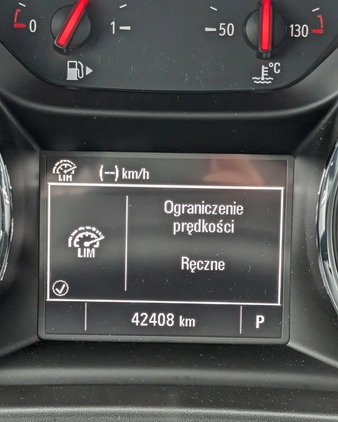 0 1 50 130
°C
LIM (--) km/h
Ograniczenie
prędkości
LIM
Ręczne
42408 km P